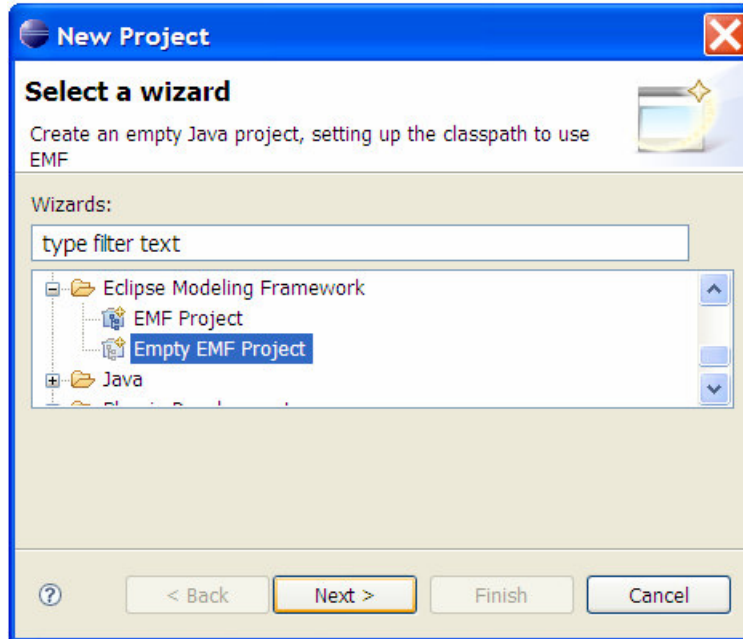 New Project
Select a wizard
Create an empty Java project, setting up the classpath to use
EMF
Wizards:
type filter text
Eclipse Modeling Framework
EMF Project
Empty EMF Project
Java
? < Back Next > Finish Cancel